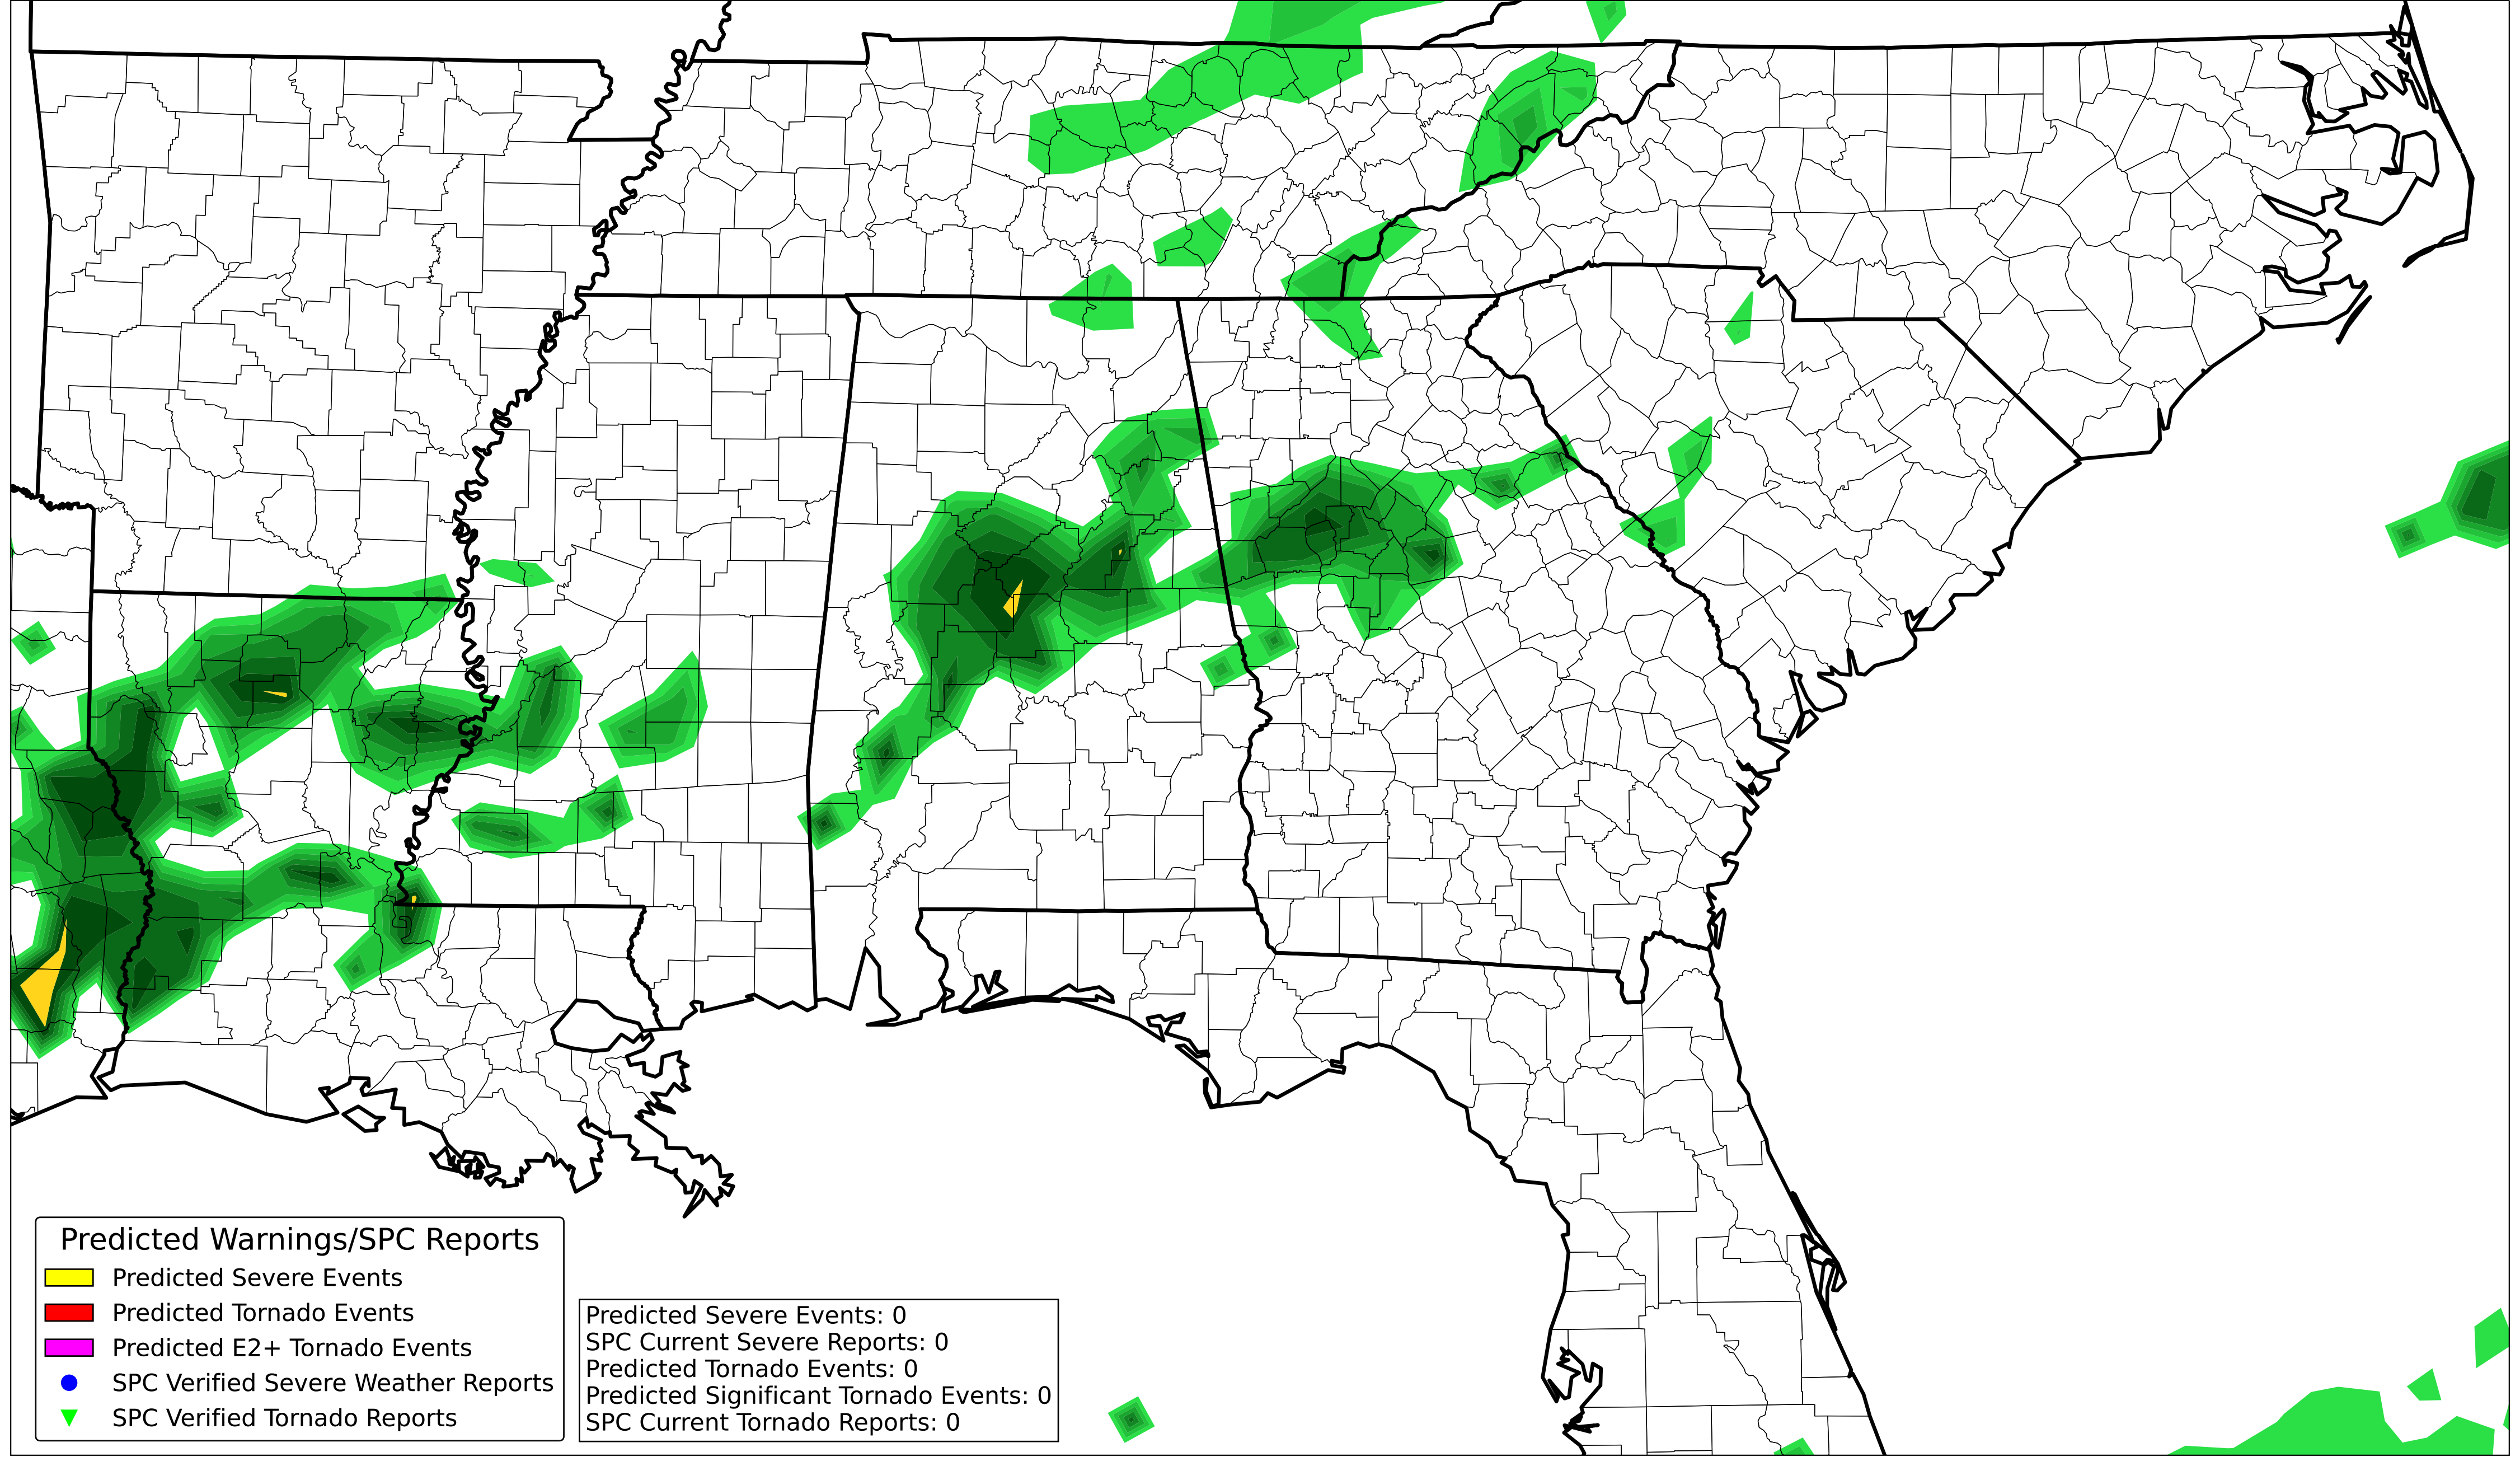 Predicted Warnings/SPC Reports
Predicted Severe Events
Predicted Tornado Events
Predicted E2+ Tornado Events
SPC Verified Severe Weather Reports
SPC Verified Tornado Reports
Predicted Severe Events: 0
SPC Current Severe Reports: 0
Predicted Tornado Events: 0
Predicted Significant Tornado Events: 0
SPC Current Tornado Reports: 0